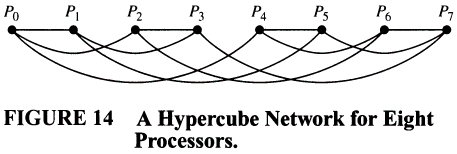 P0 P1 P2 P3 P4 P5 P6 P7
FIGURE 14 A Hypercube Network for Eight
Processors.